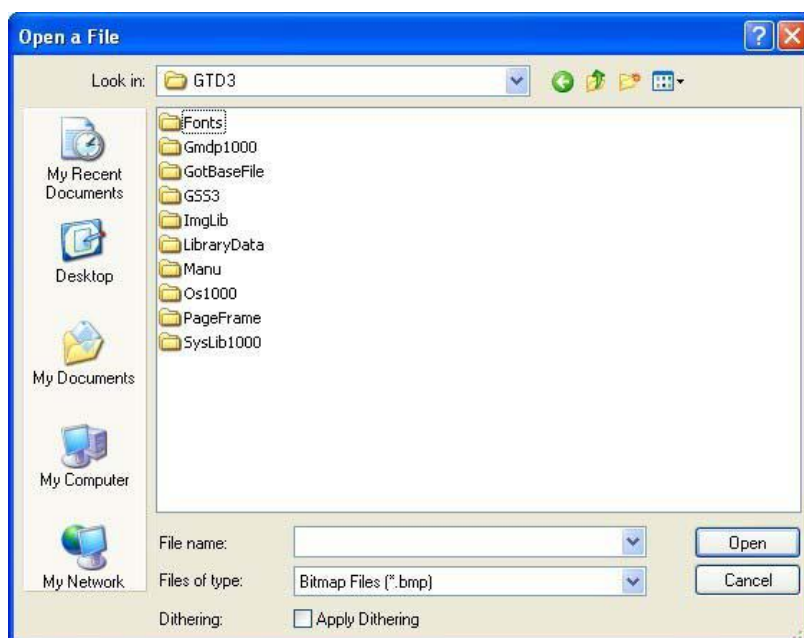 Open a File
Look in: GTD3
My Recent
Documents
Desktop
My Documents
My Computer
My Network
Fonts
Gmdp1000
GotBaseFile
GSS3
ImgLib
LibraryData
Manu
Os1000
PageFrame
SysLib1000
File name:
Open
Files of type: Bitmap Files (*.bmp)
Cancel
Dithering: Apply Dithering